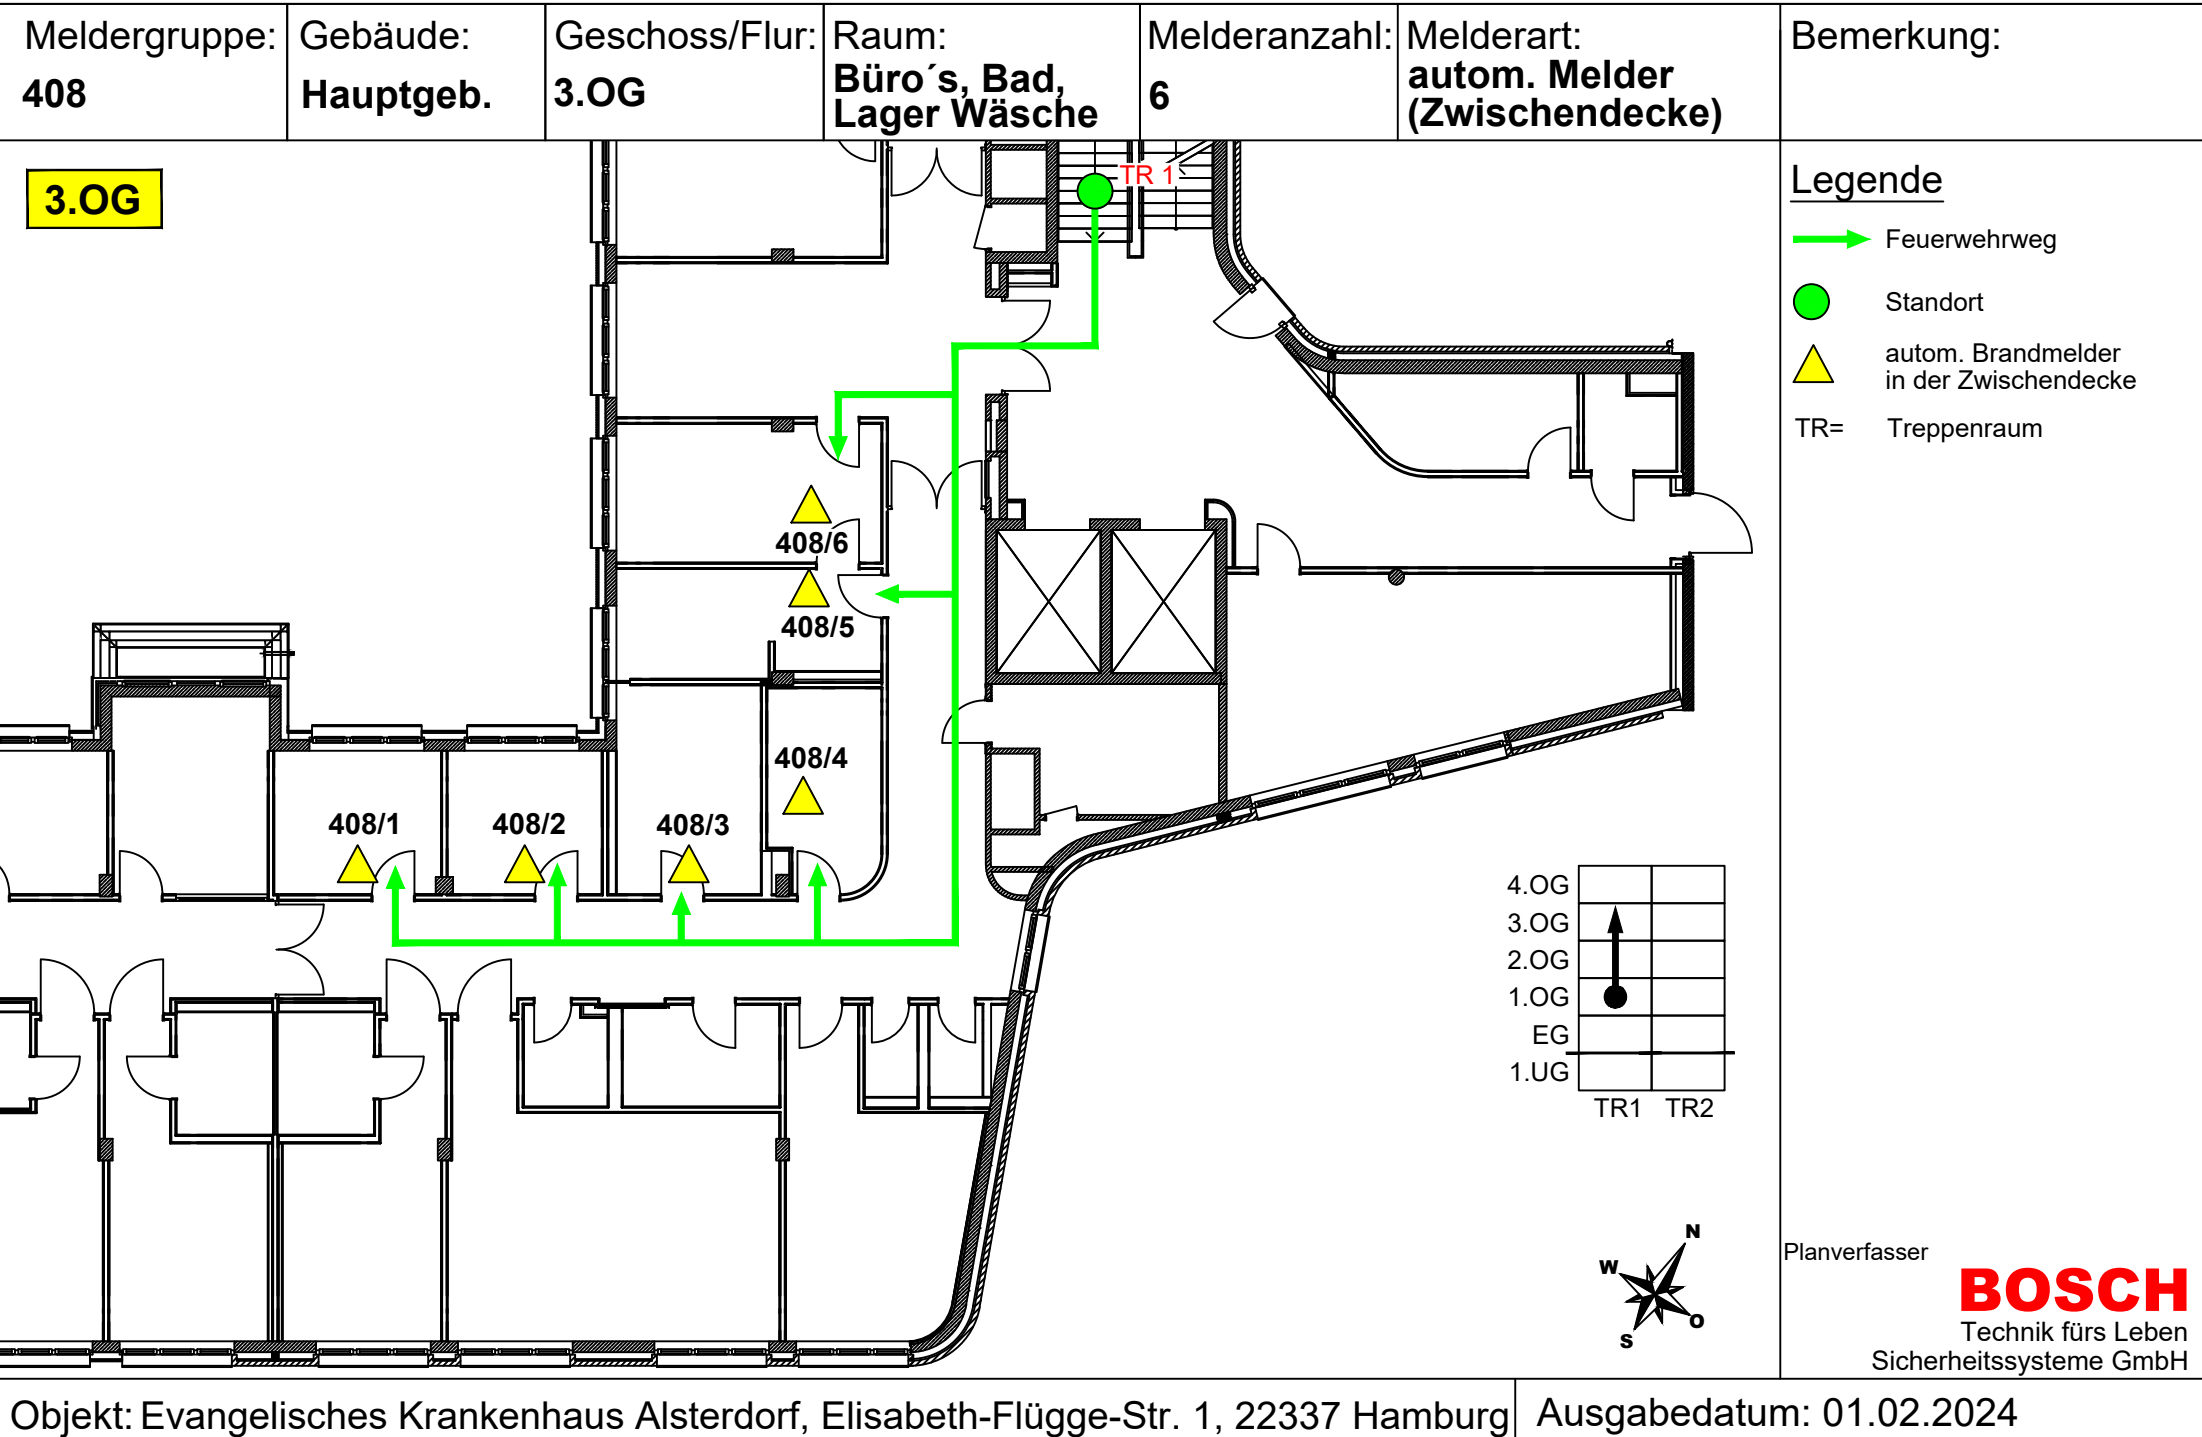 Meldergruppe:
408
Gebäude:
Hauptgeb.
Geschoss/Flur:
3.OG
Raum:
Büro´s, Bad,
Lager Wäsche
Melderanzahl:
6
Melderart:
autom. Melder
(Zwischendecke)
Bemerkung:
3.OG
TR 1
408/6
408/5
408/4
408/1
408/2
408/3
Legende
Feuerwehrweg
Standort
autom. Brandmelder
in der Zwischendecke
TR= Treppenraum
4.OG
3.OG
2.OG
1.OG
EG
1.UG
TR1 TR2
N
W
O
S
Planverfasser
BOSCH
Technik fürs Leben
Sicherheitssysteme GmbH
Objekt: Evangelisches Krankenhaus Alsterdorf, Elisabeth-Flügge-Str. 1, 22337 Hamburg
Ausgabedatum: 01.02.2024